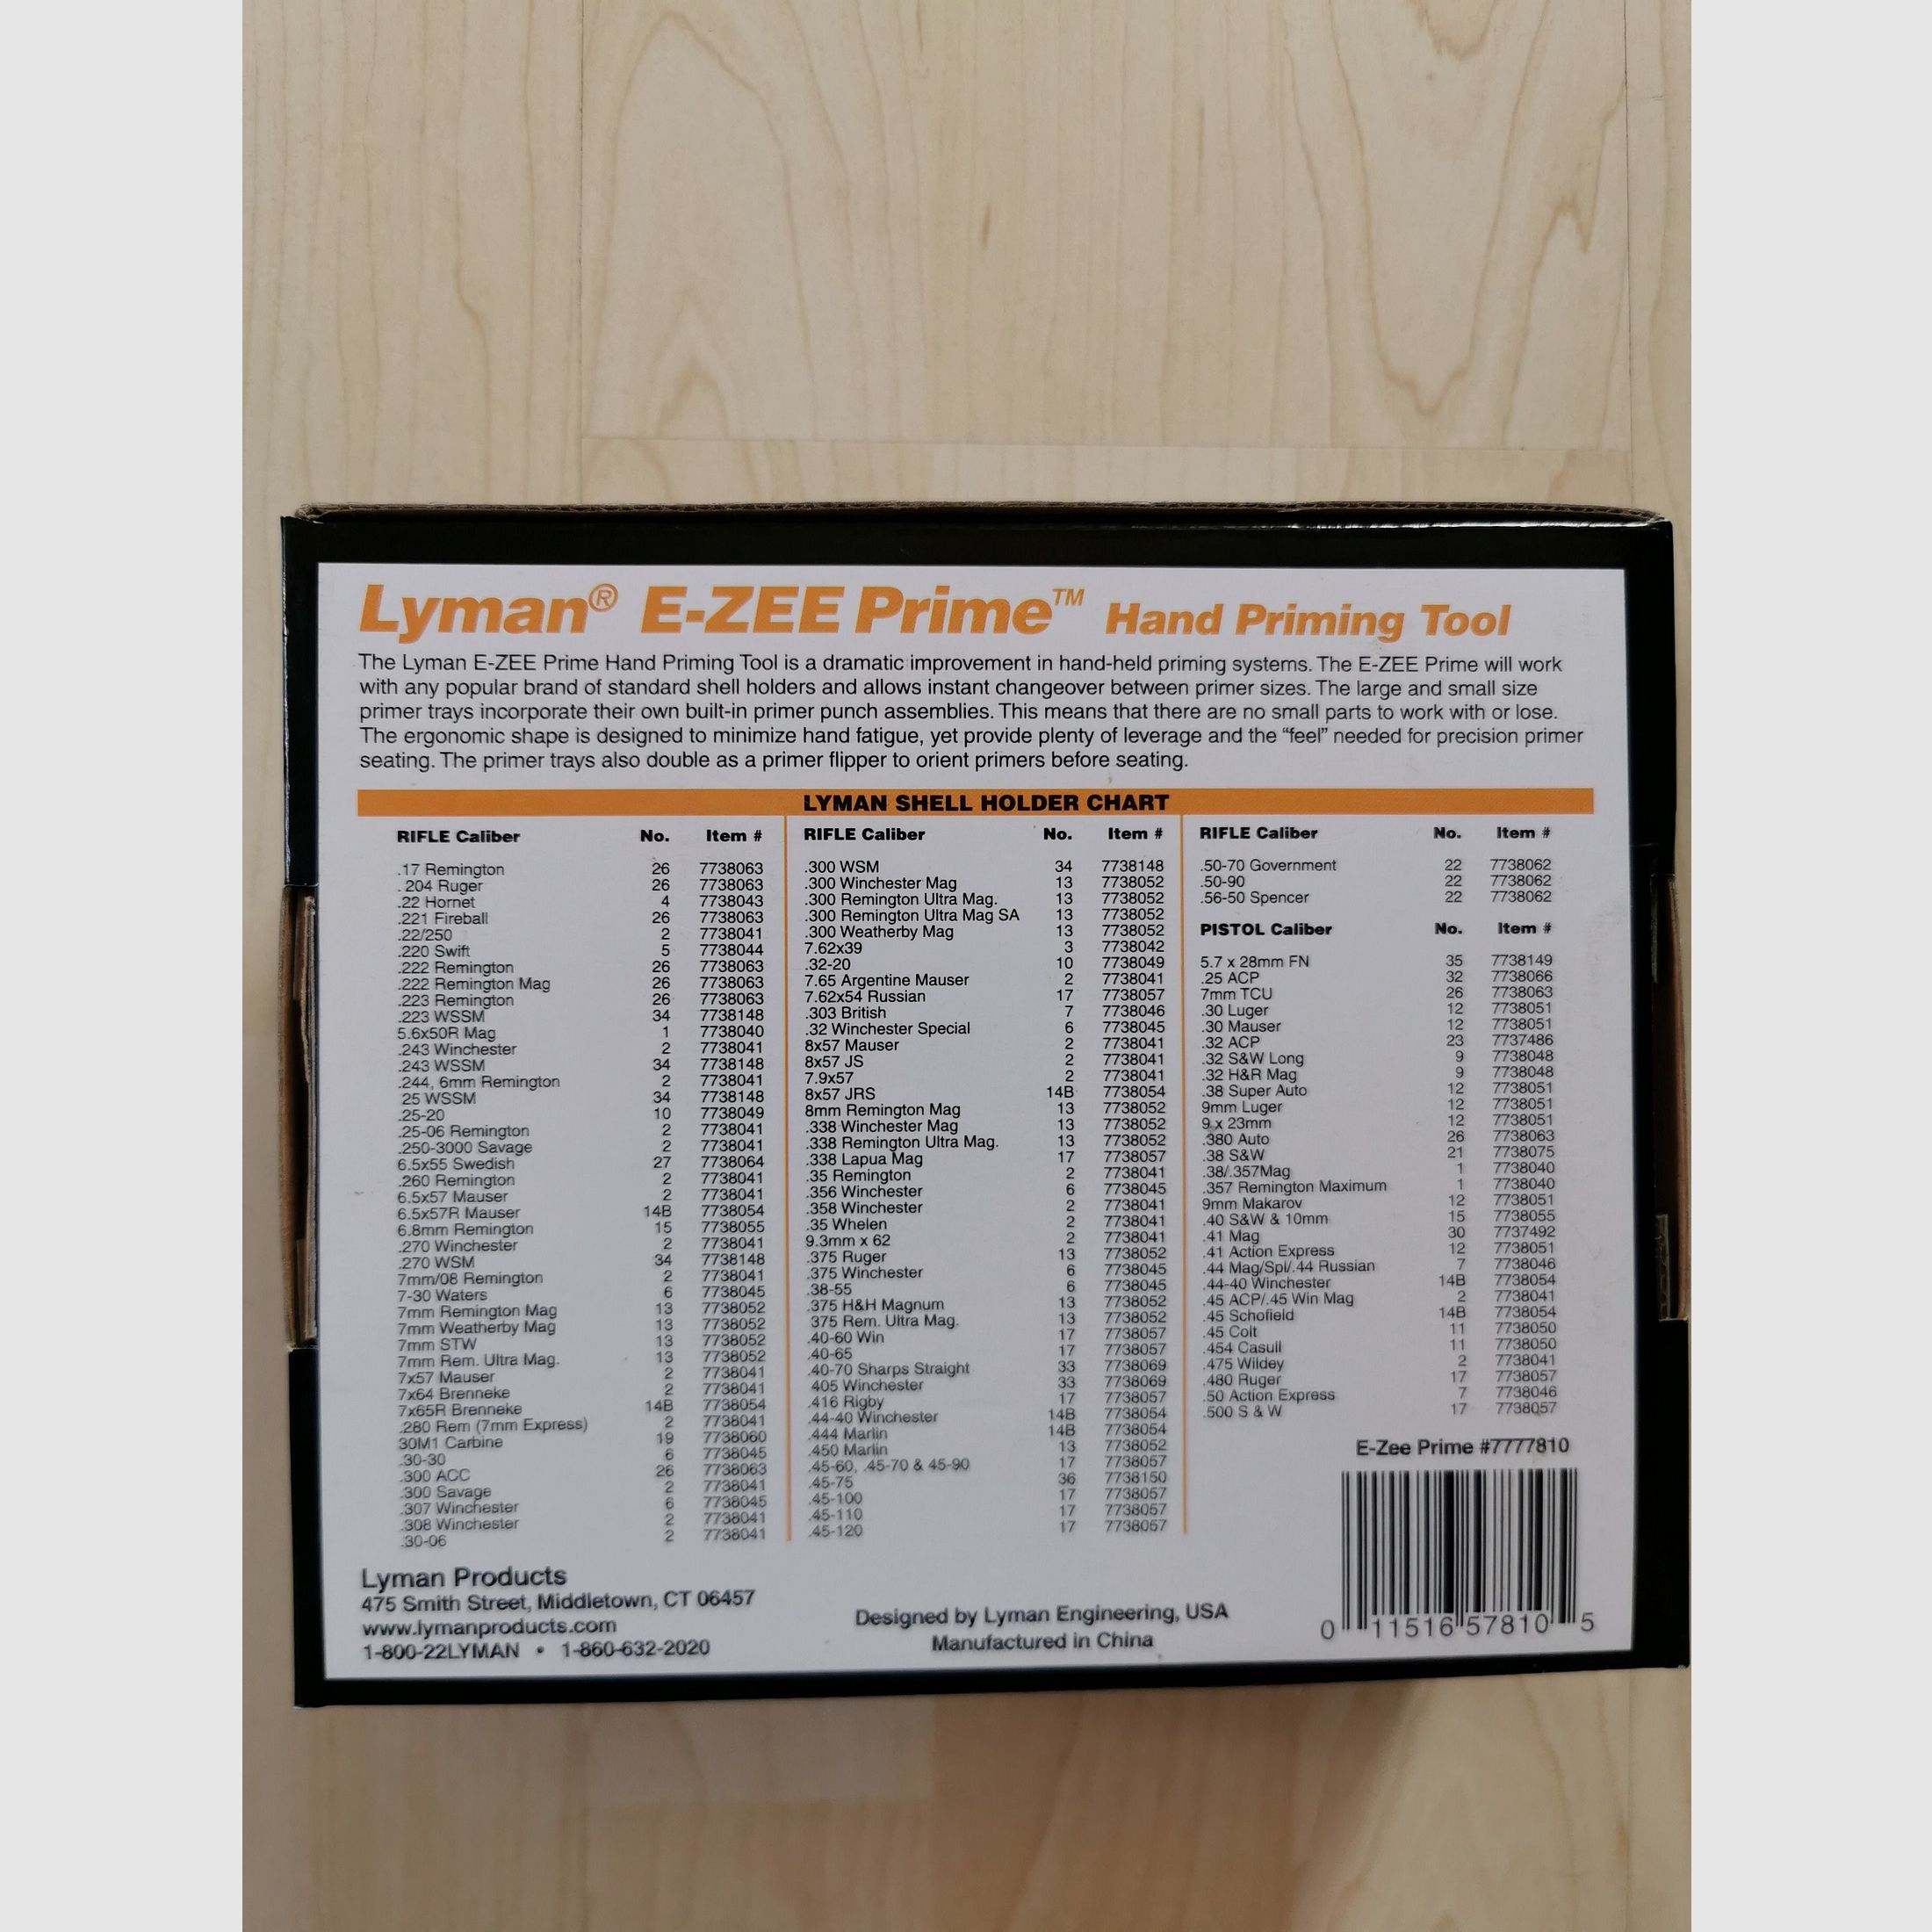 Lyman® E-ZEE Prime™ Hand Priming Tool
The Lyman E-ZEE Prime Hand Priming Tool is a dramatic improvement in hand-held priming systems. The E-ZEE Prime will work
with any popular brand of standard shell holders and allows instant changeover between primer sizes. The large and small size
primer trays incorporate their own built-in primer punch assemblies. This means that there are no small parts to work with or lose.
The ergonomic shape is designed to minimize hand fatigue, yet provide plenty of leverage and the “feel” needed for precision primer
seating. The primer trays also double as a primer flipper to orient primers before seating.
LYMAN SHELL HOLDER CHART
RIFLE Caliber No. Item #
.17 Remington 26 7738063
.204 Ruger 26 7738063
.22 Hornet 4 7738043
.221 Fireball 26 7738063
.22/250 2 7738041
.220 Swift 5 7738044
.222 Remington 26 7738063
.222 Remington Mag 26 7738063
.223 Remington 26 7738063
.223 WSSM 34 7738148
5.6x50R Mag 1 7738040
.243 Winchester 2 7738041
.243 WSSM 34 7738148
.244, 6mm Remington 2 7738041
25 WSSM 34 7738148
.25-20 10 7738049
.25-06 Remington 2 7738041
.250-3000 Savage 2 7738041
6.5x55 Swedish 27 7738064
.260 Remington 2 7738041
6.5x57 Mauser 2 7738041
6.5x57R Mauser 14B 7738054
6.8mm Remington 15 7738055
.270 Winchester 2 7738041
.270 WSM 34 7738148
7mm/08 Remington 2 7738041
7-30 Waters 6 7738045
7mm Remington Mag 13 7738052
7mm Weatherby Mag 13 7738052
7mm STW 13 7738052
7mm Rem. Ultra Mag. 13 7738052
7x57 Mauser 2 7738041
7x64 Brenneke 2 7738041
7x65R Brenneke 14B 7738054
.280 Rem (7mm Express) 2 7738041
30M1 Carbine 19 7738060
.30-30 6 7738045
.300 ACC 26 7738063
.300 Savage 2 7738041
.307 Winchester 6 7738045
.308 Winchester 2 7738041
.30-06 2 7738041
RIFLE Caliber No. Item #
.300 WSM 34 7738148
.300 Winchester Mag 13 7738052
.300 Remington Ultra Mag. 13 7738052
.300 Remington Ultra Mag SA 13 7738052
.300 Weatherby Mag 13 7738052
7.62x39 3 7738042
.32-20 10 7738049
7.65 Argentine Mauser 2 7738041
7.62x54 Russian 17 7738057
.303 British 7 7738046
.32 Winchester Special 6 7738045
8x57 Mauser 2 7738041
8x57 JS 2 7738041
7.9x57 2 7738041
8x57 JRS 14B 7738054
8mm Remington Mag 13 7738052
.338 Winchester Mag 13 7738052
.338 Remington Ultra Mag. 13 7738052
.338 Lapua Mag 17 7738057
.35 Remington 2 7738041
.356 Winchester 6 7738045
.358 Winchester 2 7738041
.35 Whelen 2 7738041
9.3mm x 62 2 7738041
.375 Ruger 13 7738052
.375 Winchester 6 7738045
.38-55 6 7738045
.375 H&H Magnum 13 7738052
375 Rem. Ultra Mag. 13 7738052
.40-60 Win 17 7738057
.40-65 17 7738057
.40-70 Sharps Straight 33 7738069
405 Winchester 33 7738069
.416 Rigby 17 7738057
.44-40 Winchester 14B 7738054
.444 Marlin 14B 7738054
.450 Marlin 13 7738052
.45-60, .45-70 & 45-90 17 7738057
.45-75 36 7738150
.45-100 17 7738057
.45-110 17 7738057
.45-120 17 7738057
RIFLE Caliber No. Item #
.50-70 Government 22 7738062
.50-90 22 7738062
.56-50 Spencer 22 7738062
PISTOL Caliber No. Item #
5.7 x 28mm FN 35 7738149
.25 ACP 32 7738066
7mm TCU 26 7738063
.30 Luger 12 7738051
.30 Mauser 12 7738051
.32 ACP 23 7737486
.32 S&W Long 9 7738048
.32 H&R Mag 9 7738048
.38 Super Auto 12 7738051
9mm Luger 12 7738051
9 x 23mm 12 7738051
.380 Auto 26 7738063
.38 S&W 21 7738075
.38/.357Mag 1 7738040
.357 Remington Maximum 1 7738040
9mm Makarov 12 7738051
.40 S&W & 10mm 15 7738055
.41 Mag 30 7737492
.41 Action Express 12 7738051
.44 Mag/Spl/.44 Russian 7 7738046
.44-40 Winchester 14B 7738054
.45 ACP/.45 Win Mag 2 7738041
.45 Schofield 14B 7738054
.45 Colt 11 7738050
.454 Casull 11 7738050
.475 Wildey 2 7738041
.480 Ruger 17 7738057
.50 Action Express 7 7738046
.500 S & W 17 7738057
E-Zee Prime #7777810
0 11516 57810 5
Lyman Products
475 Smith Street, Middletown, CT 06457
www.lymanproducts.com
1-800-22LYMAN • 1-860-632-2020
Designed by Lyman Engineering, USA
Manufactured in China